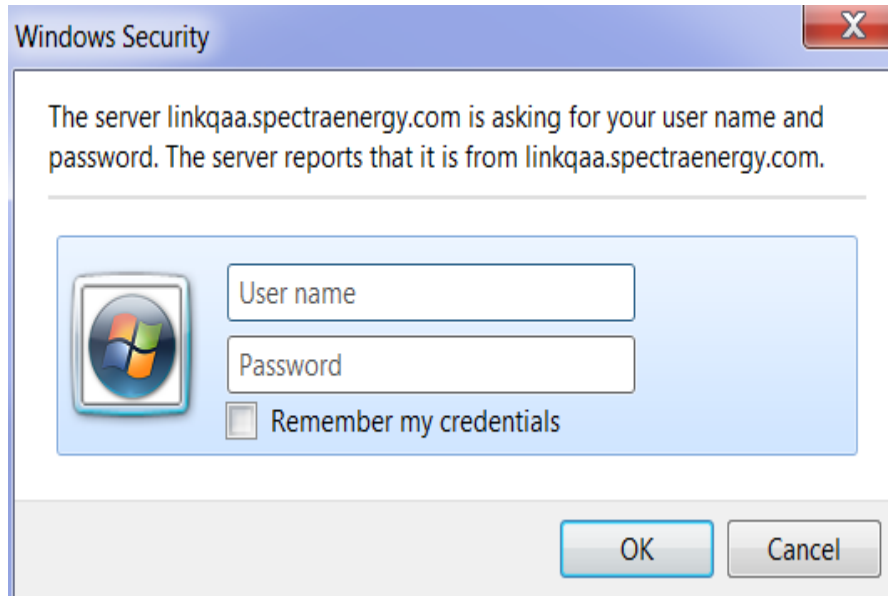 Windows Security
The server linkqaa.spectraenergy.com is asking for your user name and
password. The server reports that it is from linkqaa.spectraenergy.com.
User name
Password
Remember my credentials
OK
Cancel